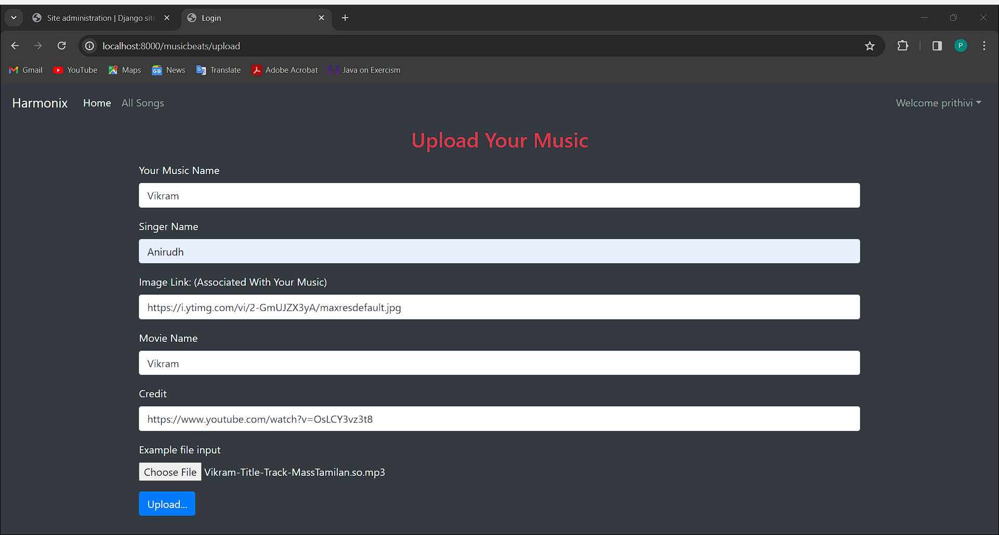 Site administration | Django site
Login
localhost:8000/musicbeats/upload
P
Gmail
YouTube
Maps
News
Translate
Adobe Acrobat
Java on Exercism
Harmonix
Home
All Songs
Welcome prithivi
Upload Your Music
Your Music Name
Vikram
Singer Name
Anirudh
Image Link: (Associated With Your Music)
https://i.ytimg.com/vi/2-GmUJZX3yA/maxresdefault.jpg
Movie Name
Vikram
Credit
https://www.youtube.com/watch?v=OsLCY3vz3t8
Example file input
Choose File Vikram-Title-Track-MassTamilan.so.mp3
Upload...